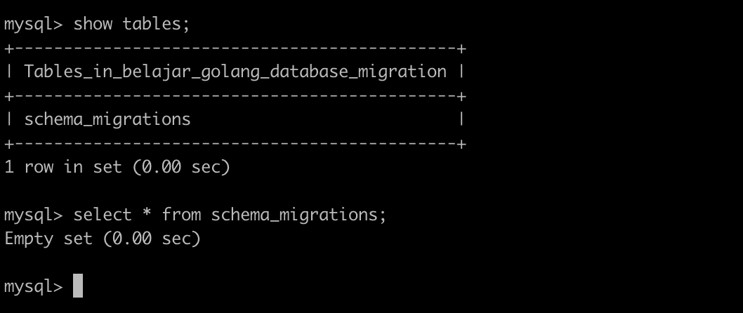 mysql> show tables;
+-------------------------------------------+
| Tables_in_belajar_golang_database_migration |
+-------------------------------------------+
| schema_migrations                           |
+-------------------------------------------+
1 row in set (0.00 sec)
mysql> select * from schema_migrations;
Empty set (0.00 sec)
mysql>